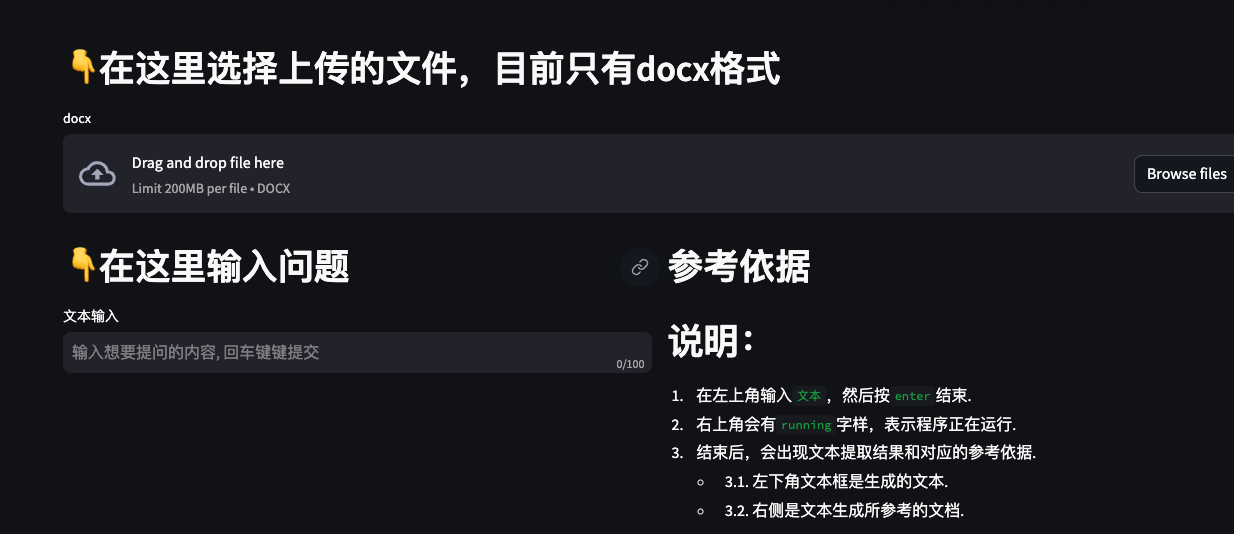 👇在这里选择上传的文件，目前只有docx格式
docx
Drag and drop file here
Limit 200MB per file • DOCX
Browse files
👇在这里输入问题
文本输入
输入想要提问的内容, 回车键键提交
0/100
参考依据
说明：
1. 在左上角输入 文本 ，然后按 enter 结束.
2. 右上角会有 running 字样，表示程序正在运行.
3. 结束后，会出现文本提取结果和对应的参考依据.
3.1. 左下角文本框是生成的文本.
3.2. 右侧是文本生成所参考的文档.